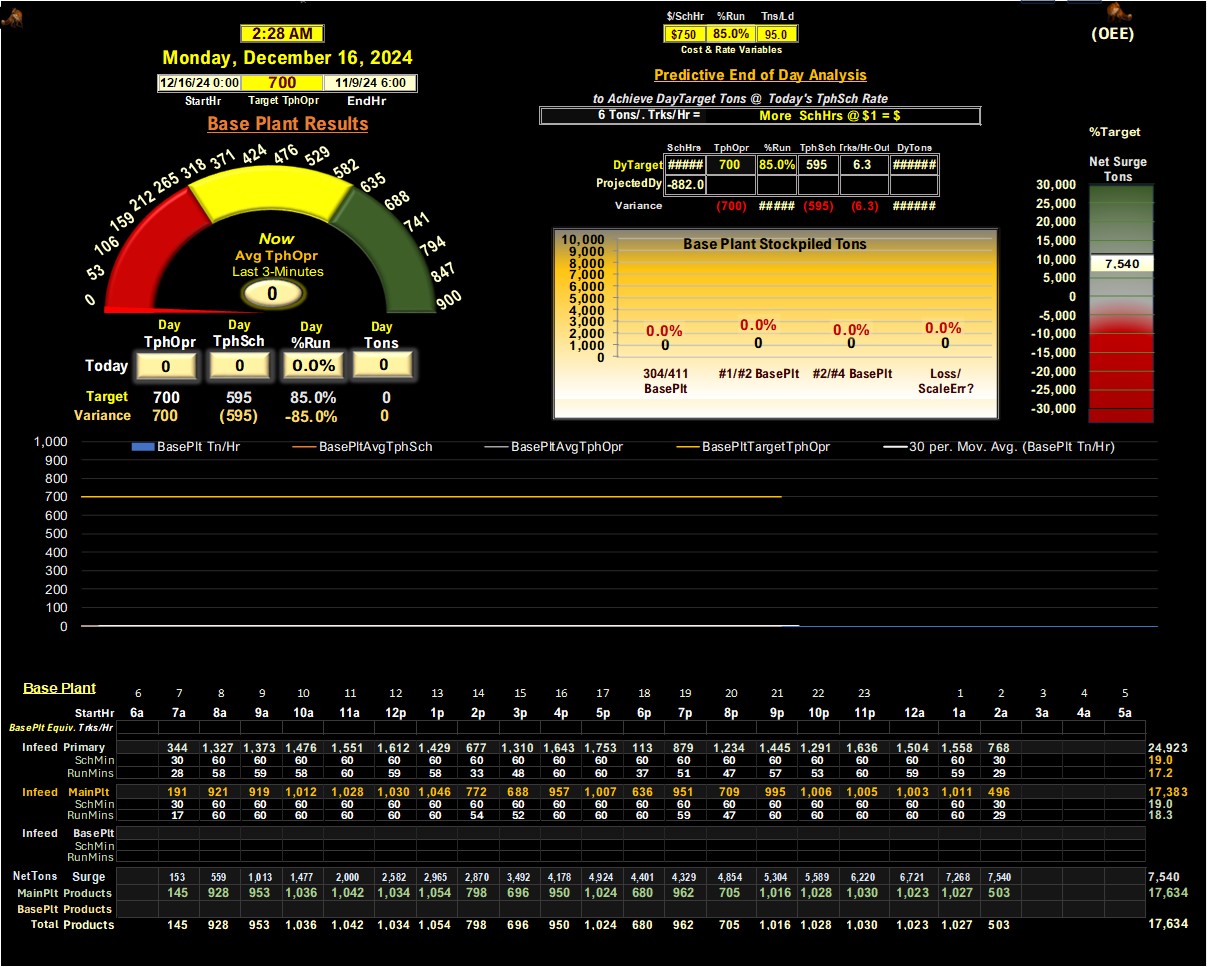 2:28 AM
Monday, December 16, 2024
12/16/24 0:00 700 11/9/24 6:00
StartHr Target TphOpr EndHr
Base Plant Results
0 53 106 159 212 265 318 371 424 476 529 582 635 688 741 794 847 900
Now
Avg TphOpr
Last 3-Minutes
0
Day Day Day Day
TphOpr TphSch %Run Tons
Today 0 0 0.0% 0
Target 700 595 85.0% 0
Variance 700 (595) -85.0% 0
$/SchHr %Run Tns/Ld
$750 85.0% 95.0
Cost & Rate Variables
Predictive End of Day Analysis
to Achieve DayTarget Tons @ Today's TphSch Rate
6 Tons/. Trks/Hr = More SchHrs @ $1 = $
SchHrs TphOpr %Run TphSch Trks/Hr-Out DyTons
DyTarget ##### 700 85.0% 595 6.3 ######
ProjectedDy -882.0
Variance (700) ##### (595) (6.3) ######
Base Plant Stockpiled Tons
10,000
9,000
8,000
7,000
6,000
5,000
4,000
3,000
2,000
1,000
0
0.0% 0.0% 0.0% 0.0%
0 0 0 0
304/411 BasePlt #1/#2 BasePlt #2/#4 BasePlt Loss/ ScaleErr?
(OEE)
%Target
Net Surge
Tons
30,000
25,000
20,000
15,000
10,000
7,540
5,000
0
-5,000
-10,000
-15,000
-20,000
-25,000
-30,000
BasePlt Tn/Hr BasePltAvgTphSch BasePltAvgTphOpr BasePltTargetTphOpr 30 per. Mov. Avg. (BasePlt Tn/Hr)
1,000
900
800
700
600
500
400
300
200
100
0
Base Plant 6 7 8 9 10 11 12 13 14 15 16 17 18 19 20 21 22 23 1 2 3 4 5
StartHr 6a 7a 8a 9a 10a 11a 12p 1p 2p 3p 4p 5p 6p 7p 8p 9p 10p 11p 12a 1a 2a 3a 4a 5a
BasePlt Equiv. Trks/Hr
Infeed Primary 344 1,327 1,373 1,476 1,551 1,612 1,429 677 1,310 1,643 1,753 113 879 1,234 1,445 1,291 1,636 1,504 1,558 768 24,923
SchMin 30 60 60 60 60 60 60 60 60 60 60 60 60 60 60 60 60 60 60 30 19.0
RunMins 28 58 59 58 60 59 58 33 48 60 60 37 51 47 57 53 60 59 59 29 17.2
Infeed MainPlt 191 921 919 1,012 1,028 1,030 1,046 772 688 957 1,007 636 951 709 995 1,006 1,005 1,003 1,011 496 17,383
SchMin 30 60 60 60 60 60 60 60 60 60 60 60 60 60 60 60 60 60 60 30 19.0
RunMins 17 60 60 60 60 60 60 54 52 60 60 60 59 47 60 60 60 60 60 29 18.3
Infeed BasePlt
SchMin
RunMins
NetTons Surge 153 559 1,013 1,477 2,000 2,582 2,965 2,870 3,492 4,178 4,924 4,401 4,329 4,854 5,304 5,589 6,220 6,721 7,268 7,540 7,540
MainPlt Products 145 928 953 1,036 1,042 1,034 1,054 798 696 950 1,024 680 962 705 1,016 1,028 1,030 1,023 1,027 503 17,634
BasePlt Products
Total Products 145 928 953 1,036 1,042 1,034 1,054 798 696 950 1,024 680 962 705 1,016 1,028 1,030 1,023 1,027 503 17,634